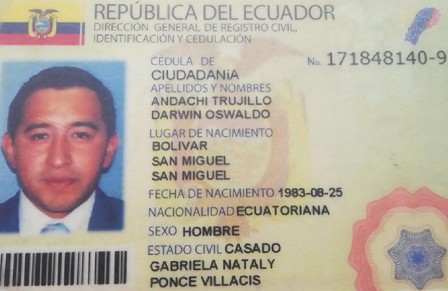 REPÚBLICA DEL ECUADOR
DIRECCIÓN GENERAL DE REGISTRO CIVIL,
IDENTIFICACIÓN Y CEDULACIÓN
CÉDULA DE No. 171848140-9
CIUDADANÍA
APELLIDOS Y NOMBRES
ANDACHI TRUJILLO
DARWIN OSWALDO
LUGAR DE NACIMIENTO
BOLIVAR
SAN MIGUEL
SAN MIGUEL
FECHA DE NACIMIENTO 1983-08-25
NACIONALIDAD ECUATORIANA
SEXO HOMBRE
ESTADO CIVIL CASADO
GABRIELA NATALY
PONCE VILLACIS